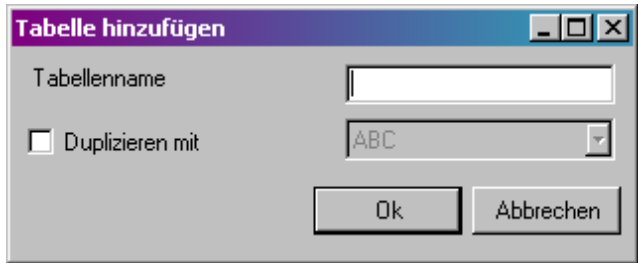 Tabelle hinzufügen
Tabellenname
Duplizieren mit ABC
Ok Abbrechen